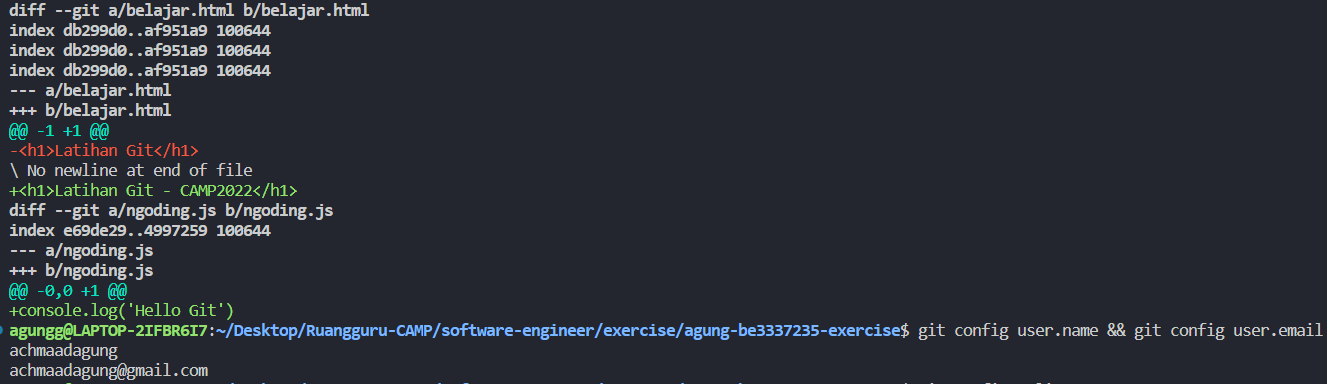 diff --git a/belajar.html b/belajar.html
index db299d0..af951a9 100644
index db299d0..af951a9 100644
index db299d0..af951a9 100644
--- a/belajar.html
+++ b/belajar.html
@@ -1 +1 @@
-<h1>Latihan Git</h1>
\ No newline at end of file
+<h1>Latihan Git - CAMP2022</h1>
diff --git a/ngoding.js b/ngoding.js
index e69de29..4997259 100644
--- a/ngoding.js
+++ b/ngoding.js
@@ -0,0 +1 @@
+console.log('Hello Git')
agungg@LAPTOP-2IFBR6I7:~/Desktop/Ruangguru-CAMP/software-engineer/exercise/agung-be3337235-exercise$ git config user.name && git config user.email
achmaadagung
achmaadagung@gmail.com